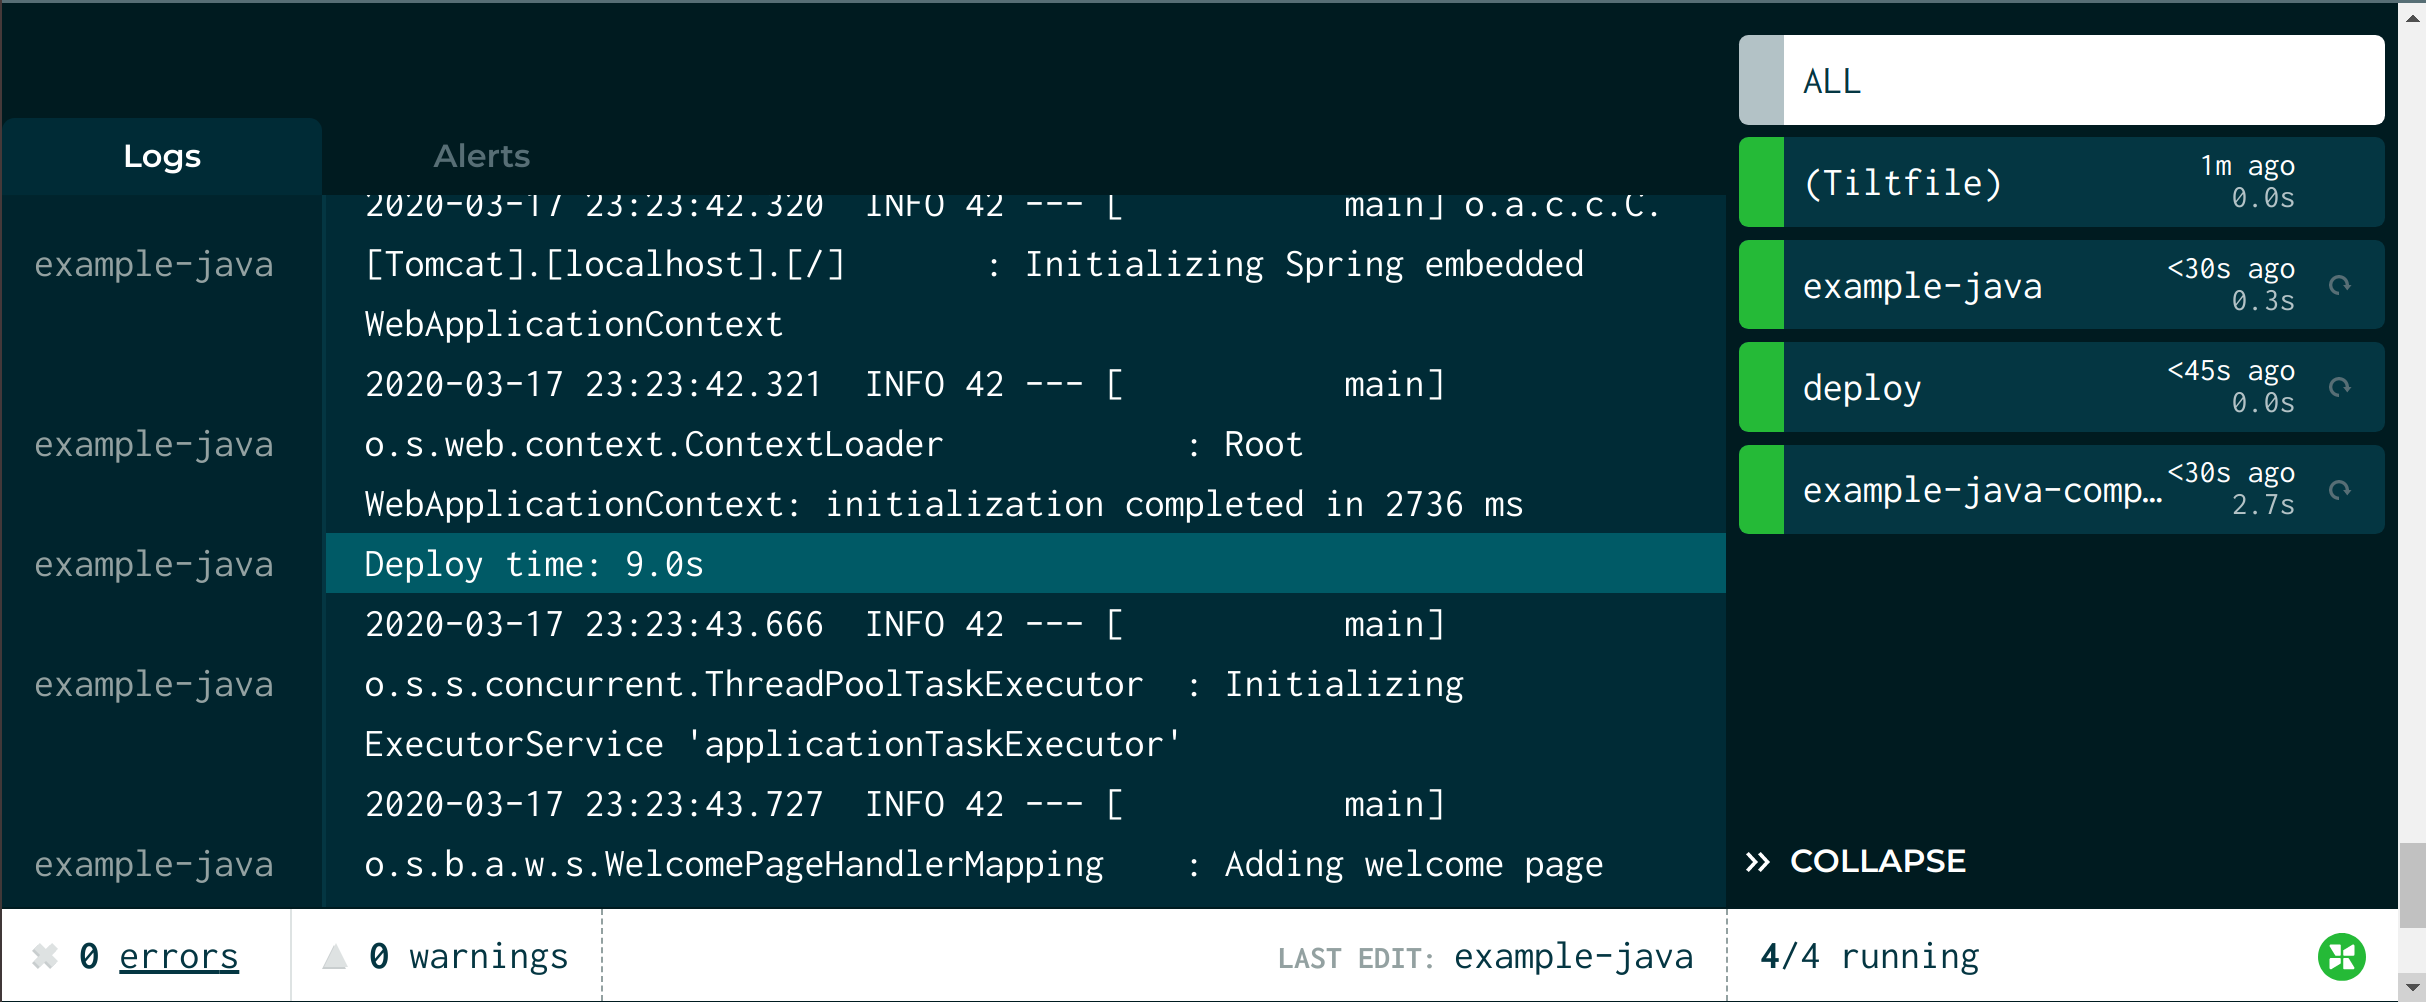 Logs
Alerts
2020-03-17 23:23:42.320  INFO 42 --- [           main] o.a.c.c.C.
example-java [Tomcat].[localhost].[/]       : Initializing Spring embedded
WebApplicationContext
2020-03-17 23:23:42.321  INFO 42 --- [           main]
example-java o.s.web.context.ContextLoader            : Root
WebApplicationContext: initialization completed in 2736 ms
example-java Deploy time: 9.0s
2020-03-17 23:23:43.666  INFO 42 --- [           main]
example-java o.s.s.concurrent.ThreadPoolTaskExecutor  : Initializing
ExecutorService 'applicationTaskExecutor'
2020-03-17 23:23:43.727  INFO 42 --- [           main]
example-java o.s.b.a.w.s.WelcomePageHandlerMapping    : Adding welcome page
ALL
(Tiltfile) 1m ago
0.0s
example-java <30s ago
0.3s
deploy <45s ago
0.0s
example-java-comp… <30s ago
2.7s
COLLAPSE
0 errors
0 warnings
LAST EDIT: example-java
4/4 running